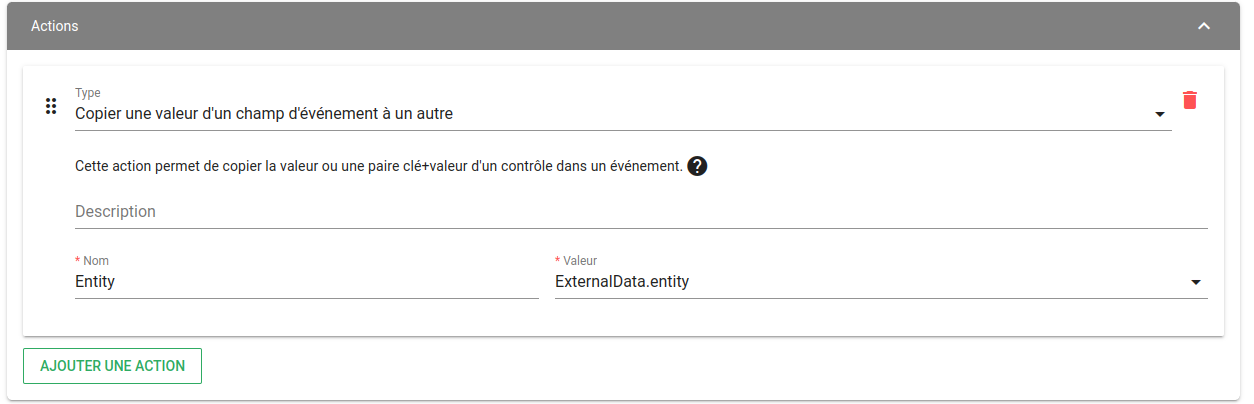 Actions
Type
Copier une valeur d'un champ d'événement à un autre
Cette action permet de copier la valeur ou une paire clé+valeur d'un contrôle dans un événement. ?
Description
* Nom
Entity
* Valeur
ExternalData.entity
AJOUTER UNE ACTION